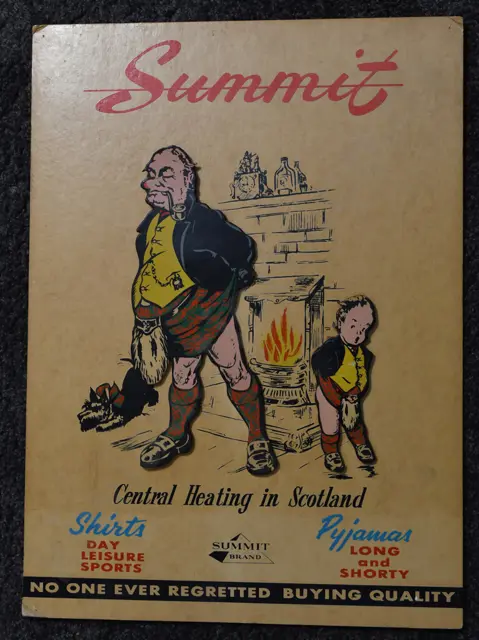 Summit
Central Heating in Scotland
Shirts
DAY
LEISURE
SPORTS
SUMMIT
BRAND
Pyjamas
LONG
and
SHORTY
NO ONE EVER REGRETTED BUYING QUALITY